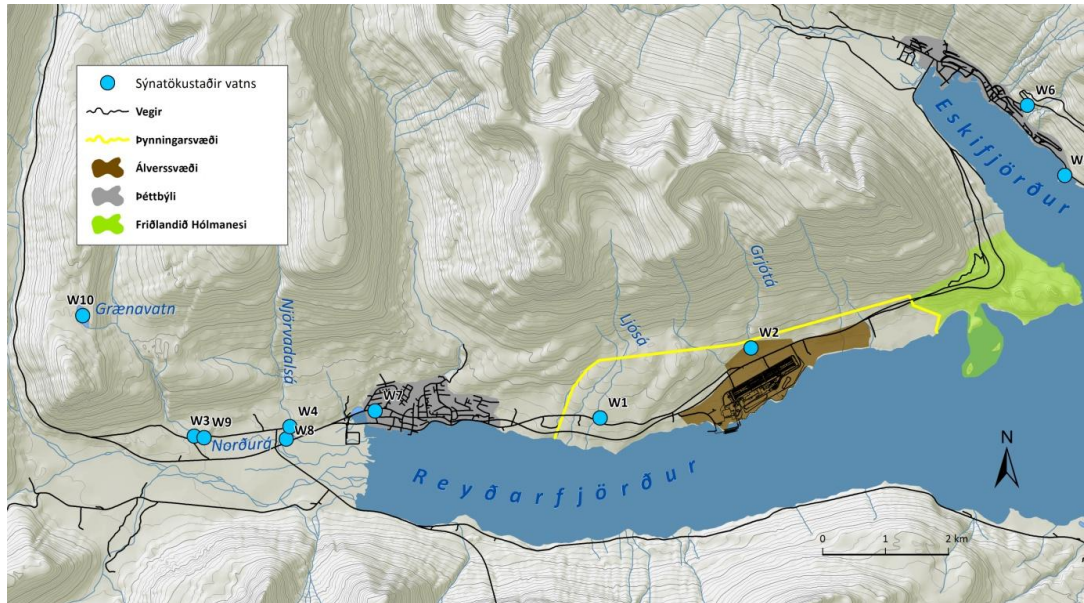 Sýnatökustaðir vatns
Vegir
Þynningarsvæði
Álverssvæði
Þéttbýli
Friðlandið Hólmanesi
Eskifjörður
W6
W
W10
Grænavatn
Njörvadalsá
Ljósá
Grjótá
W2
W7
W1
W3
W9
W4
W8
Norðurá
Reyðarfjörður
N
0 1 2 km